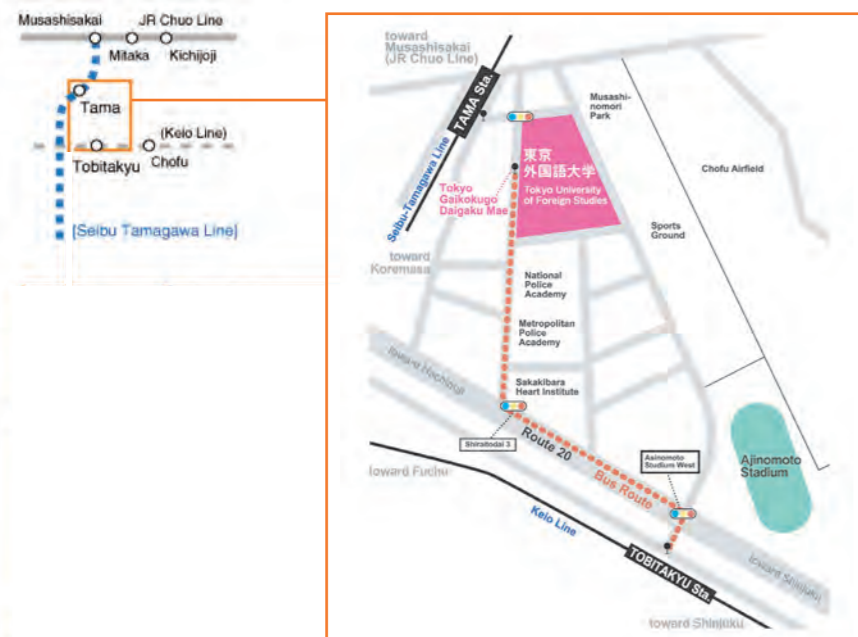 Musashisakai
JR Chuo Line
Mitaka
Kichijoji
Tama
(Keio Line)
Tobitakyu
Chofu
[Seibu Tamagawa Line]
toward
Musashisakai
(JR Chuo Line)
TAMA Sta.
Seibu-Tamagawa Line
Musashi-
nomori
Park
東京
外国語大学
Tokyo University
of Foreign Studies
Tokyo
Gaikokugo
Daigaku Mae
Chofu Airfield
Sports
Ground
toward
Koremasa
National
Police
Academy
Metropolitan
Police
Academy
Sakakibara
Heart Institute
toward Hachioji
Shiraitodai 3
Route 20
Bus Route
Asinomoto
Studium West
Ajinomoto
Stadium
toward Fuchu
Keio Line
TOBITAKYU Sta.
toward Shinjuku
toward Shinjuku